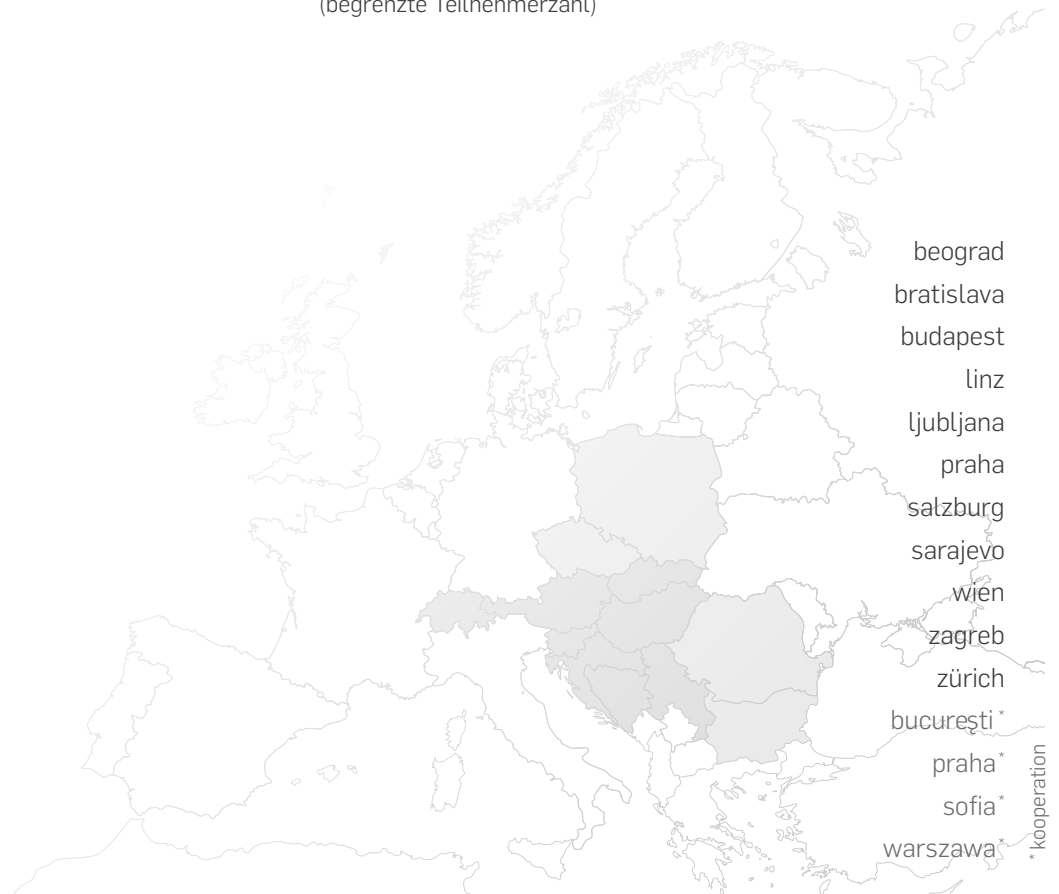 (begrenzte Teilnehmerzahl)
beograd
bratislava
budapest
linz
ljubljana
praha
salzburg
sarajevo
wien
zagreb
zürich
bucurești *
praha*
sofia*
warszawa*
* kooperation